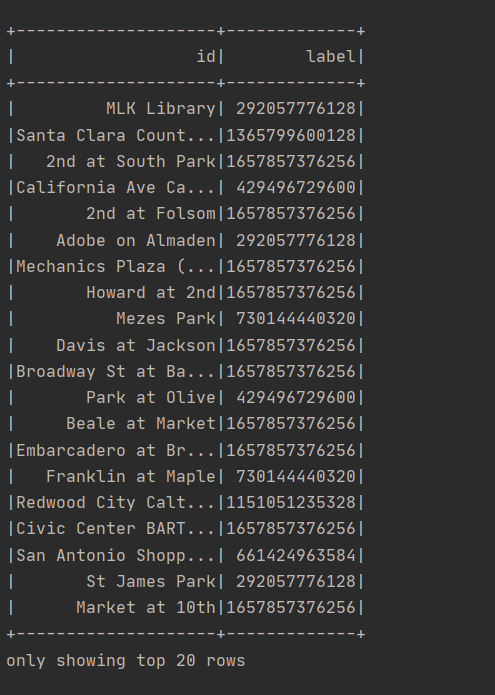 +--------------------+-------------+
|                  id|        label|
+--------------------+-------------+
|         MLK Library| 292057776128|
|Santa Clara Count...|1365799600128|
|   2nd at South Park|1657857376256|
|California Ave Ca...| 429496729600|
|       2nd at Folsom|1657857376256|
|    Adobe on Almaden| 292057776128|
|Mechanics Plaza (...|1657857376256|
|       Howard at 2nd|1657857376256|
|          Mezes Park| 730144440320|
|    Davis at Jackson|1657857376256|
|Broadway St at Ba...|1657857376256|
|       Park at Olive| 429496729600|
|     Beale at Market|1657857376256|
|Embarcadero at Br...|1657857376256|
|   Franklin at Maple| 730144440320|
|Redwood City Calt...|1151051235328|
|Civic Center BART...|1657857376256|
|San Antonio Shopp...| 661424963584|
|       St James Park| 292057776128|
|      Market at 10th|1657857376256|
+--------------------+-------------+
only showing top 20 rows